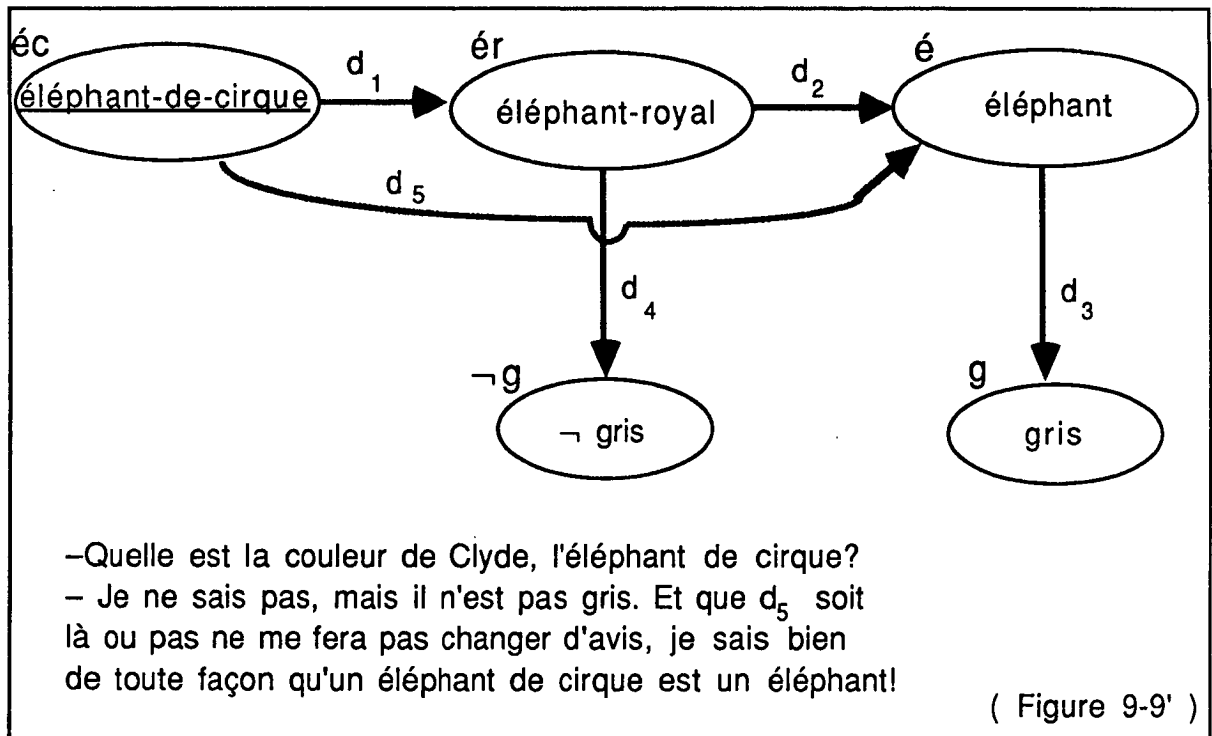 éc
ér
é
éléphant-de-cirque
d1
éléphant-royal
d2
éléphant
d5
d4
d3
¬ g
g
¬ gris
gris
–Quelle est la couleur de Clyde, l'éléphant de cirque?
– Je ne sais pas, mais il n'est pas gris. Et que d5 soit
là ou pas ne me fera pas changer d'avis, je sais bien
de toute façon qu'un éléphant de cirque est un éléphant!
( Figure 9-9' )